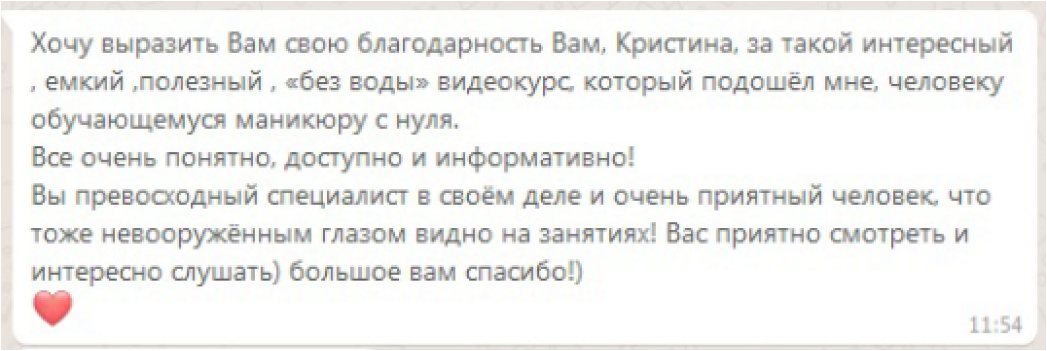 Хочу выразить Вам свою благодарность Вам, Кристина, за такой интересный
, емкий ,полезный , «без воды» видеокурс, который подошёл мне, человеку
обучающемуся маникюру с нуля.
Все очень понятно, доступно и информативно!
Вы превосходный специалист в своём деле и очень приятный человек, что
тоже невооружённым глазом видно на занятиях! Вас приятно смотреть и
интересно слушать) большое вам спасибо!)
❤️
11:54